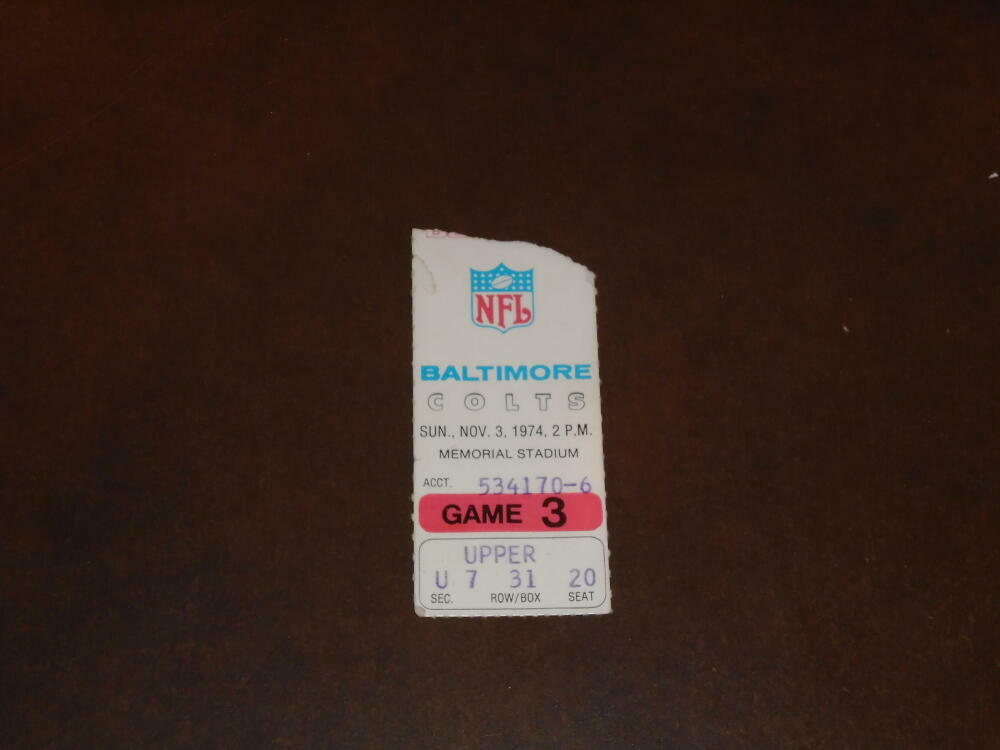 NFL
BALTIMORE
COLTS
SUN., NOV. 3, 1974, 2 P.M.
MEMORIAL STADIUM
ACCT. 534170-6
GAME 3
UPPER
U 7 31 20
SEC. ROW/BOX SEAT